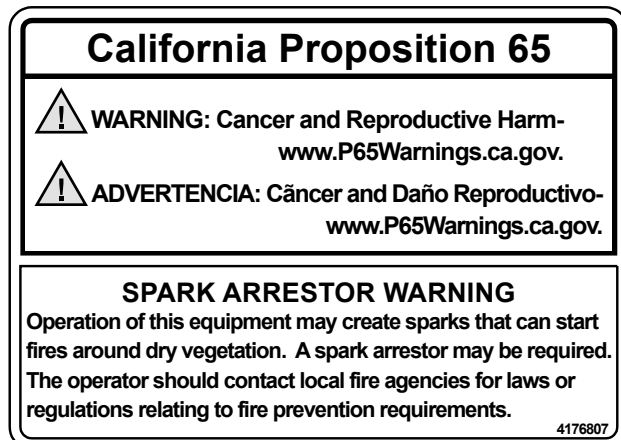 California Proposition 65
WARNING: Cancer and Reproductive Harm-
www.P65Warnings.ca.gov.
ADVERTENCIA: Cãncer and Daño Reproductivo-
www.P65Warnings.ca.gov.
SPARK ARRESTOR WARNING
Operation of this equipment may create sparks that can start
fires around dry vegetation.  A spark arrestor may be required.
The operator should contact local fire agencies for laws or
regulations relating to fire prevention requirements.
4176807